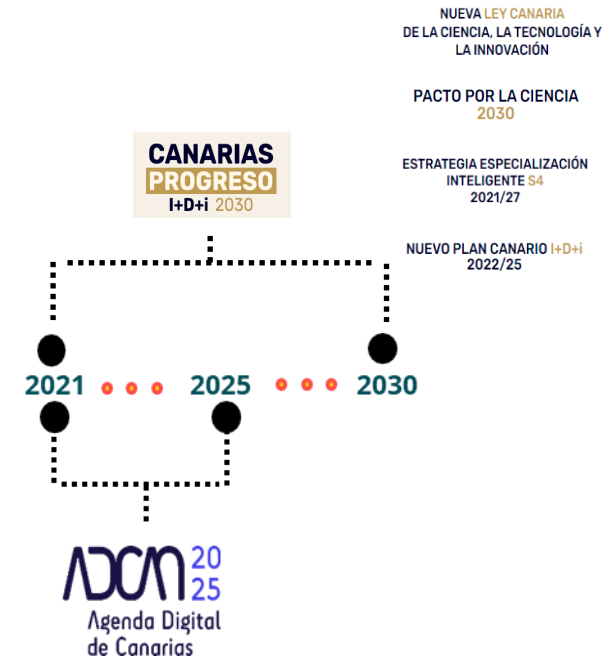 NUEVA LEY CANARIA
DE LA CIENCIA, LA TECNOLOGÍA Y
LA INNOVACIÓN
PACTO POR LA CIENCIA
2030
ESTRATEGIA ESPECIALIZACIÓN
INTELIGENTE S4
2021/27
NUEVO PLAN CANARIO I+D+i
2022/25
CANARIAS
PROGRESO
I+D+i 2030
2021
2025
2030
ADCAN 20
25
Agenda Digital
de Canarias